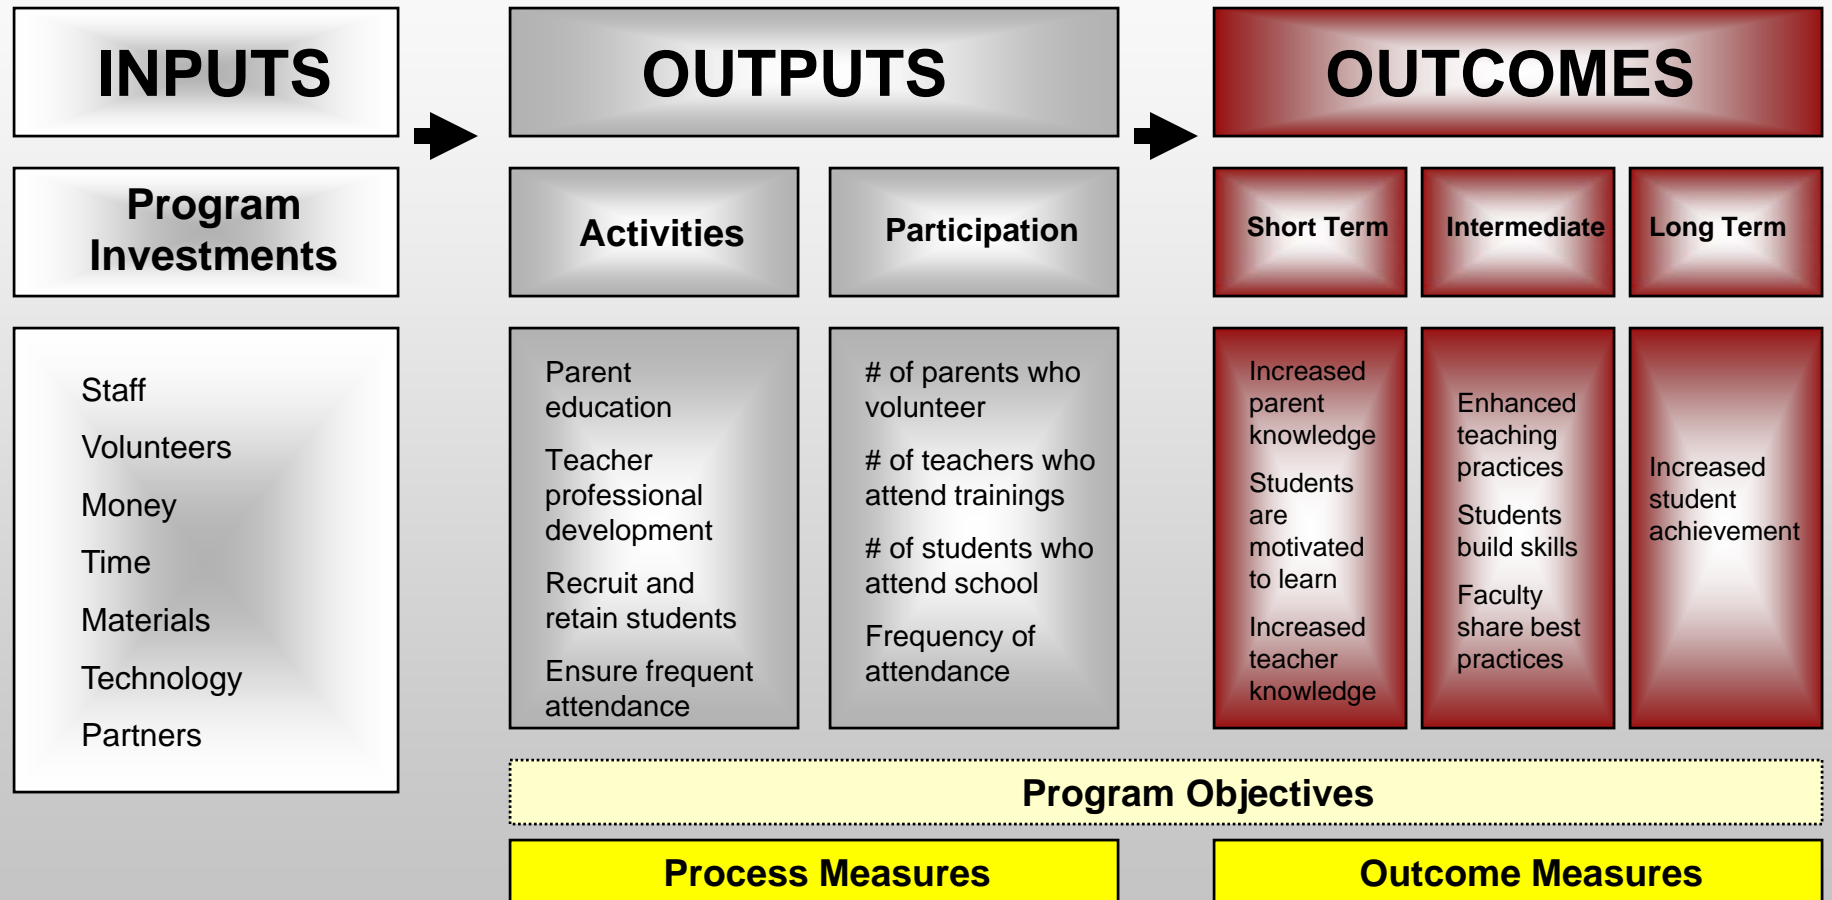 INPUTS
OUTPUTS
OUTCOMES
Program
Investments
Activities
Participation
Short Term
Intermediate
Long Term
Staff
Volunteers
Money
Time
Materials
Technology
Partners
Parent
education
Teacher
professional
development
Recruit and
retain students
Ensure frequent
attendance
# of parents who
volunteer
# of teachers who
attend trainings
# of students who
attend school
Frequency of
attendance
Increased
parent
knowledge
Students
are
motivated
to learn
Increased
teacher
knowledge
Enhanced
teaching
practices
Students
build skills
Faculty
share best
practices
Increased
student
achievement
Program Objectives
Process Measures
Outcome Measures